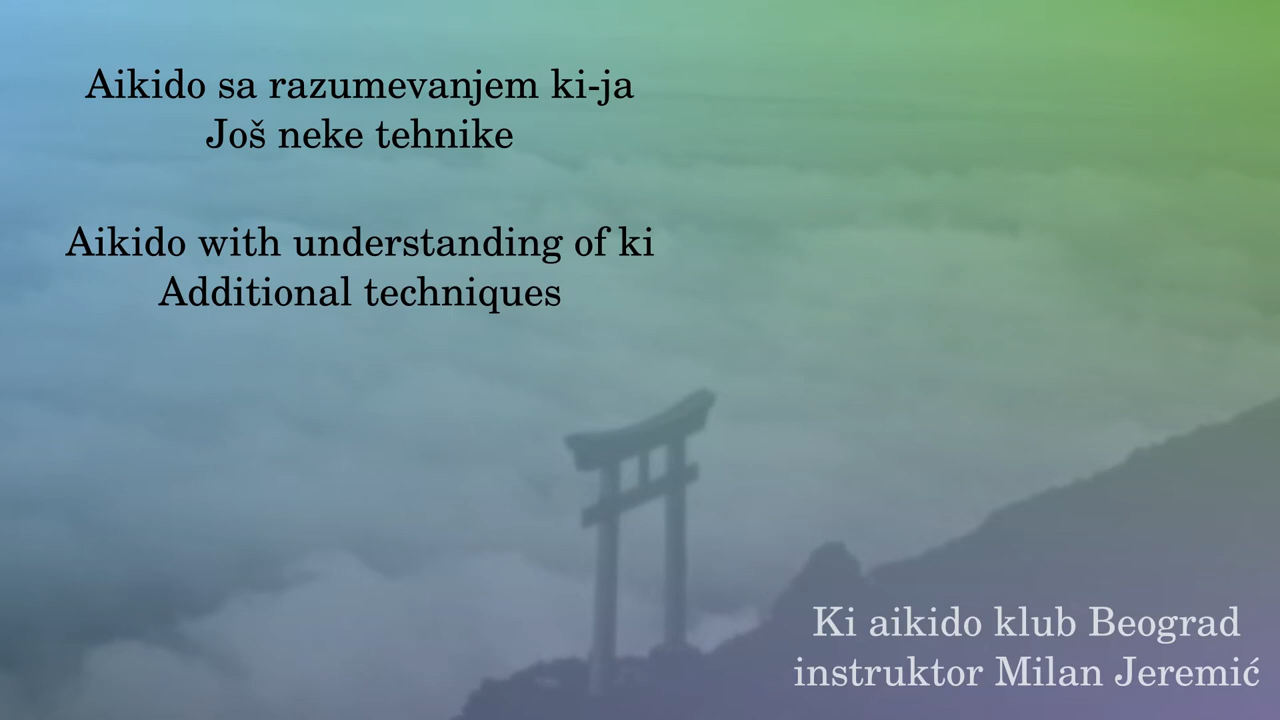 Aikido sa razumevanjem ki-ja
Još neke tehnike
Aikido with understanding of ki
Additional techniques
Ki aikido klub Beograd
instruktor Milan Jeremić